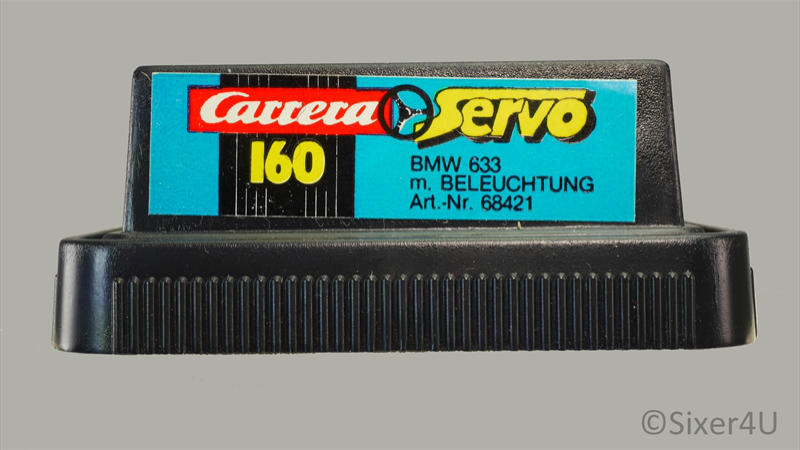 Carrera Servo
160
BMW 633
m. BELEUCHTUNG
Art.-Nr. 68421
©Sixer4U